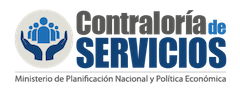 Contraloría de
SERVICIOS
Ministerio de Planificación Nacional y Política Económica